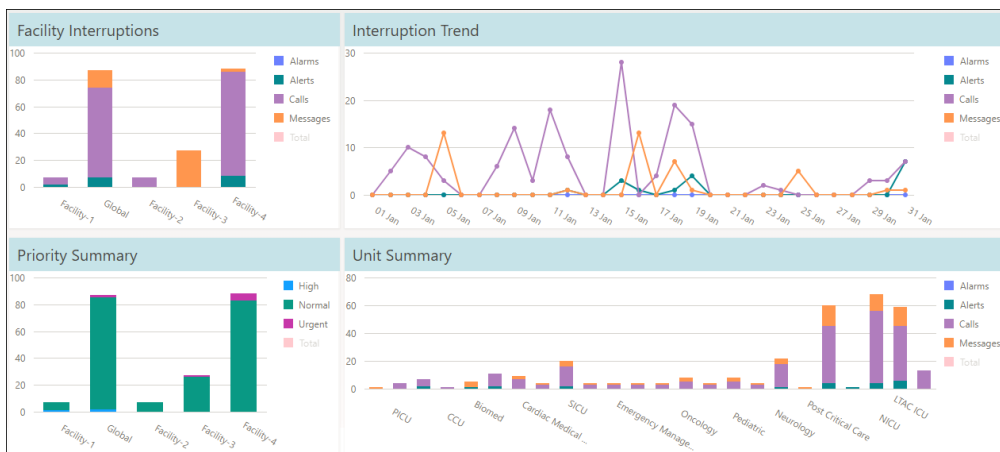 Facility Interruptions
100
80
60
40
20
0
Facility-1
Global
Facility-2
Facility-3
Facility-4
Alarms
Alerts
Calls
Messages
Total
Interruption Trend
30
20
10
0
01 Jan
03 Jan
05 Jan
07 Jan
09 Jan
11 Jan
13 Jan
15 Jan
17 Jan
19 Jan
21 Jan
23 Jan
25 Jan
27 Jan
29 Jan
31 Jan
Alarms
Alerts
Calls
Messages
Total
Priority Summary
100
80
60
40
20
0
Facility-1
Global
Facility-2
Facility-3
Facility-4
High
Normal
Urgent
Total
Unit Summary
80
60
40
20
0
PICU
CCU
Biomed
Cardiac Medical ...
SICU
Emergency Manage...
Oncology
Pediatric
Neurology
Post Critical Care
NICU
LTAC ICU
Alarms
Alerts
Calls
Messages
Total